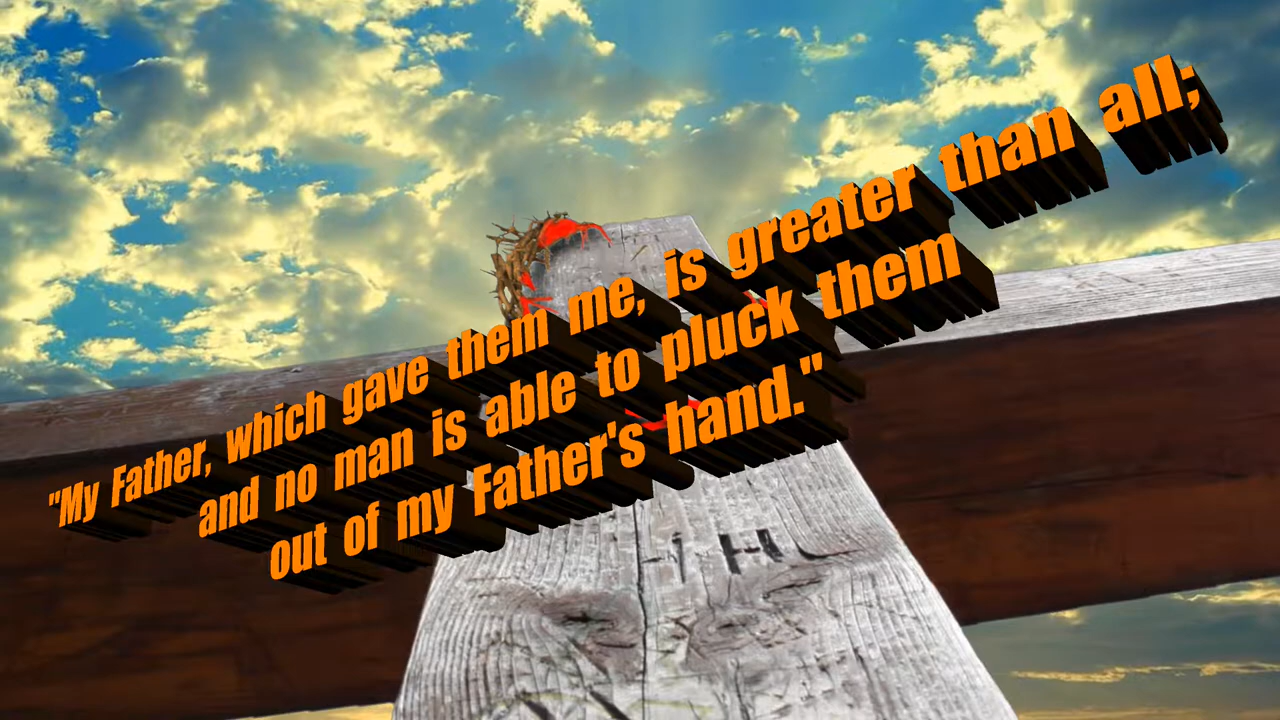 "My Father, which gave them me, is greater than all;
and no man is able to pluck them
out of my Father's hand."